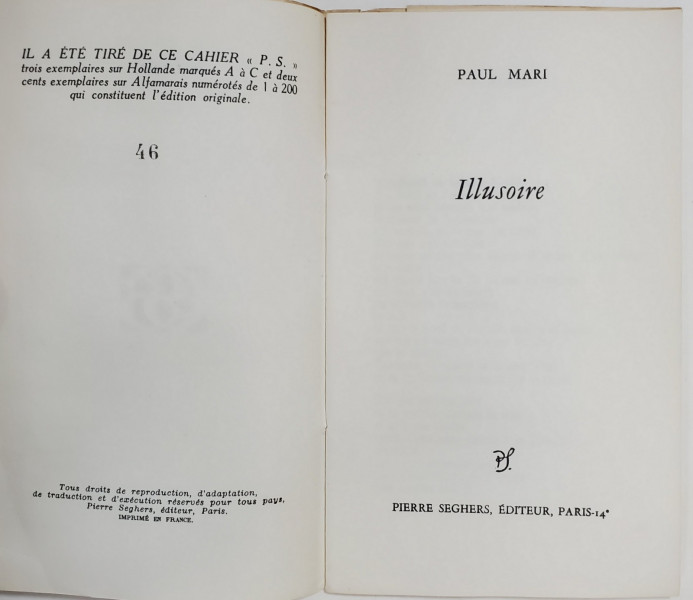 IL A ÉTÉ TIRÉ DE CE CAHIER « P. S. »
trois exemplaires sur Hollande marqués A à C et deux
cents exemplaires sur Alfamarais numérotés de 1 à 200
qui constituent l'édition originale.
46
Tous droits de reproduction, d'adaptation,
de traduction et d'exécution réservés pour tous pays,
Pierre Seghers, éditeur, Paris.
IMPRIMÉ EN FRANCE.
PAUL MARI
Illusoire
PS.
PIERRE SEGHERS, ÉDITEUR, PARIS-14e